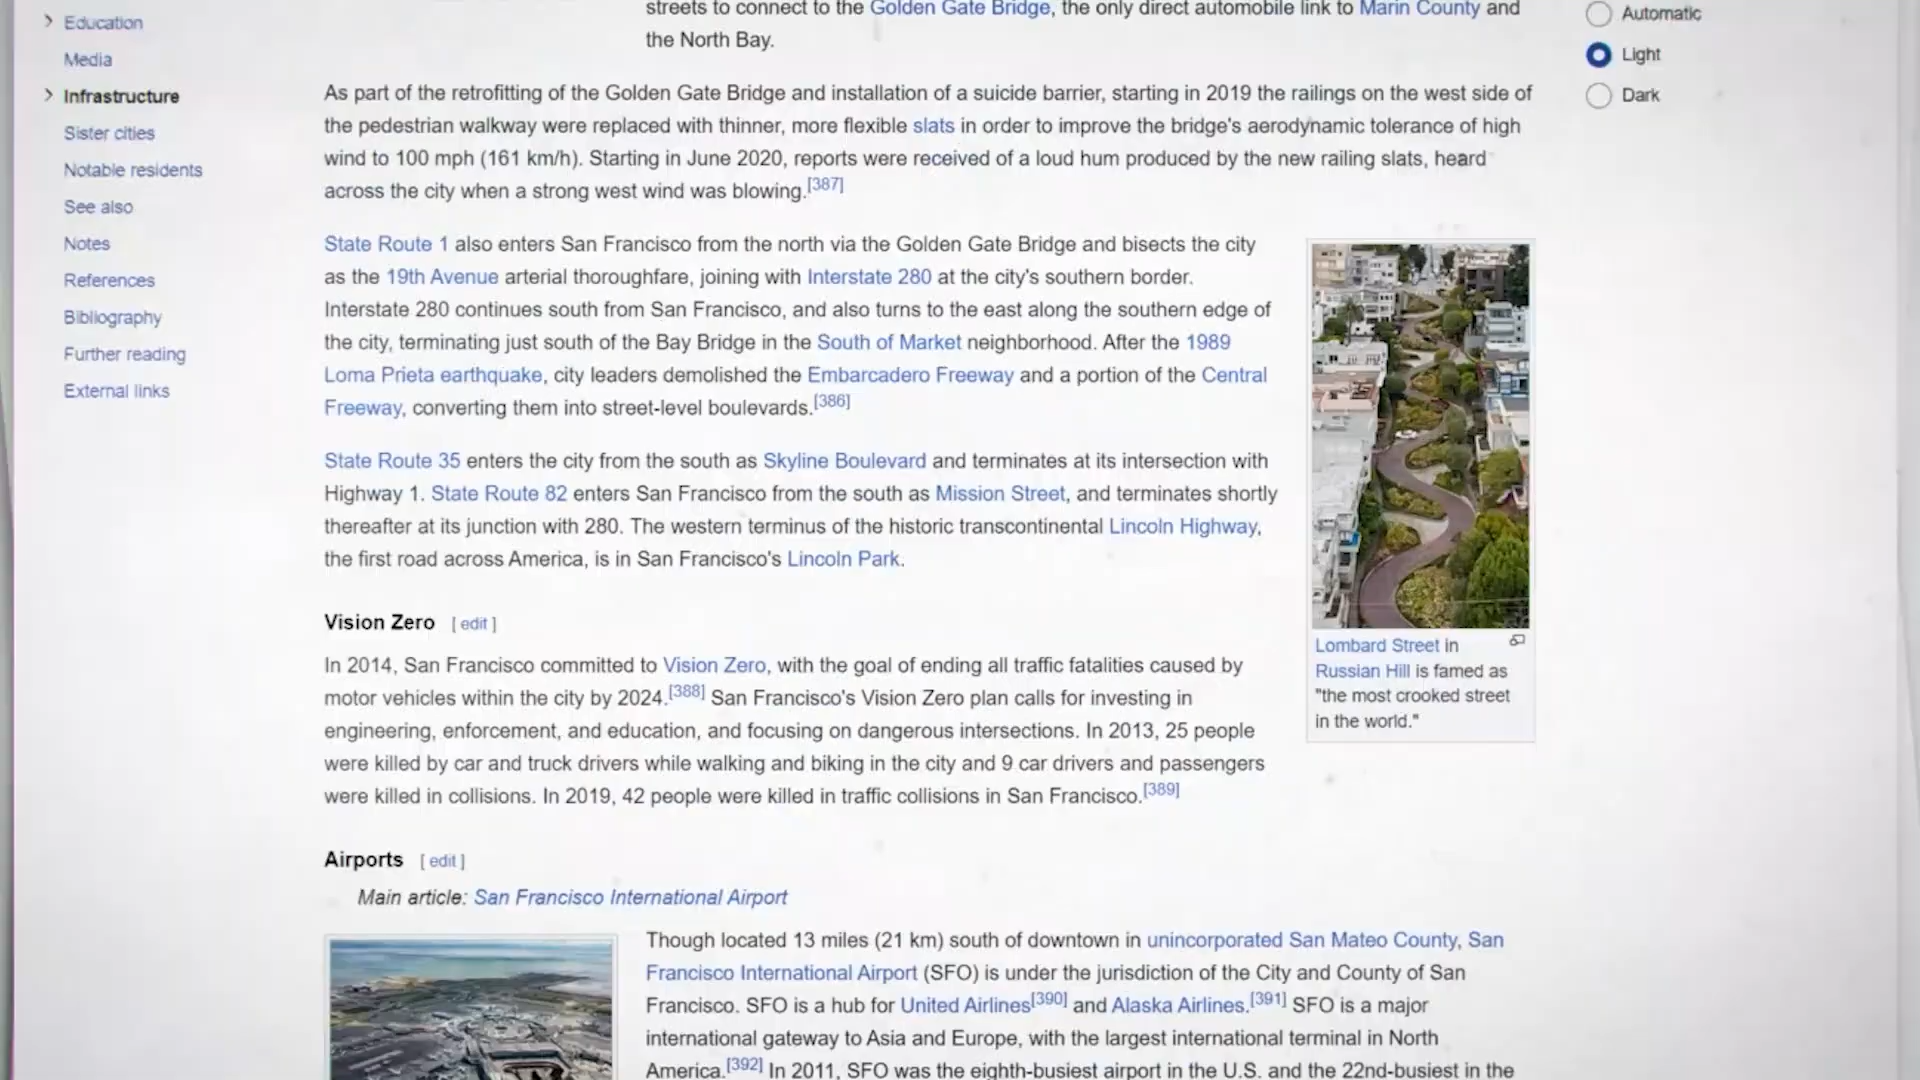 Education
Media
Infrastructure
Sister cities
Notable residents
See also
Notes
References
Bibliography
Further reading
External links
streets to connect to the Golden Gate Bridge, the only direct automobile link to Marin County and
the North Bay.
As part of the retrofitting of the Golden Gate Bridge and installation of a suicide barrier, starting in 2019 the railings on the west side of
the pedestrian walkway were replaced with thinner, more flexible slats in order to improve the bridge's aerodynamic tolerance of high
wind to 100 mph (161 km/h). Starting in June 2020, reports were received of a loud hum produced by the new railing slats, heard
across the city when a strong west wind was blowing.[387]
State Route 1 also enters San Francisco from the north via the Golden Gate Bridge and bisects the city
as the 19th Avenue arterial thoroughfare, joining with Interstate 280 at the city's southern border.
Interstate 280 continues south from San Francisco, and also turns to the east along the southern edge of
the city, terminating just south of the Bay Bridge in the South of Market neighborhood. After the 1989
Loma Prieta earthquake, city leaders demolished the Embarcadero Freeway and a portion of the Central
Freeway, converting them into street-level boulevards.[386]
State Route 35 enters the city from the south as Skyline Boulevard and terminates at its intersection with
Highway 1. State Route 82 enters San Francisco from the south as Mission Street, and terminates shortly
thereafter at its junction with 280. The western terminus of the historic transcontinental Lincoln Highway,
the first road across America, is in San Francisco's Lincoln Park.
Lombard Street in
Russian Hill is famed as
"the most crooked street
in the world."
Vision Zero [ edit ]
In 2014, San Francisco committed to Vision Zero, with the goal of ending all traffic fatalities caused by
motor vehicles within the city by 2024.[388] San Francisco's Vision Zero plan calls for investing in
engineering, enforcement, and education, and focusing on dangerous intersections. In 2013, 25 people
were killed by car and truck drivers while walking and biking in the city and 9 car drivers and passengers
were killed in collisions. In 2019, 42 people were killed in traffic collisions in San Francisco.[389]
Airports [ edit ]
Main article: San Francisco International Airport
Though located 13 miles (21 km) south of downtown in unincorporated San Mateo County, San
Francisco International Airport (SFO) is under the jurisdiction of the City and County of San
Francisco. SFO is a hub for United Airlines[390] and Alaska Airlines.[391] SFO is a major
international gateway to Asia and Europe, with the largest international terminal in North
America.[392] In 2011, SFO was the eighth-busiest airport in the U.S. and the 22nd-busiest in the
Automatic
Light
Dark